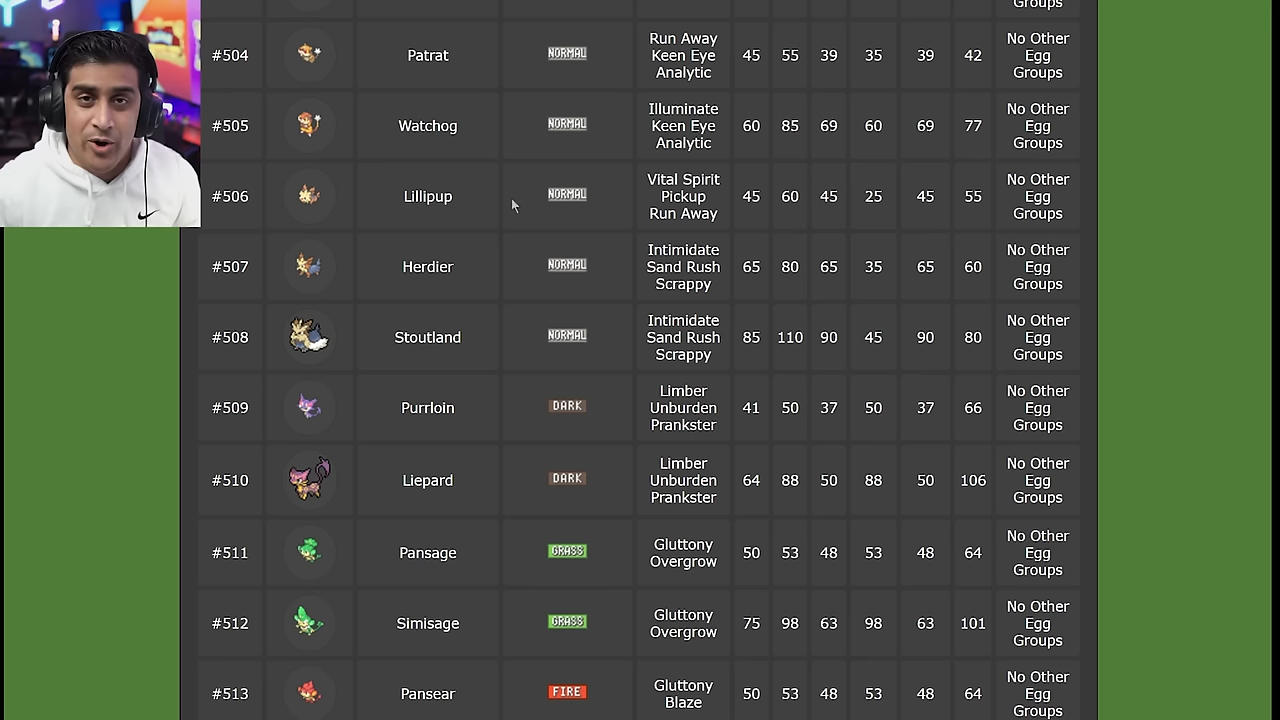 Groups
#504 Patrat NORMAL Run Away Keen Eye Analytic 45 55 39 35 39 42 No Other Egg Groups
#505 Watchog NORMAL Illuminate Keen Eye Analytic 60 85 69 60 69 77 No Other Egg Groups
#506 Lillipup NORMAL Vital Spirit Pickup Run Away 45 60 45 25 45 55 No Other Egg Groups
#507 Herdier NORMAL Intimidate Sand Rush Scrappy 65 80 65 35 65 60 No Other Egg Groups
#508 Stoutland NORMAL Intimidate Sand Rush Scrappy 85 110 90 45 90 80 No Other Egg Groups
#509 Purrloin DARK Limber Unburden Prankster 41 50 37 50 37 66 No Other Egg Groups
#510 Liepard DARK Limber Unburden Prankster 64 88 50 88 50 106 No Other Egg Groups
#511 Pansage GRASS Gluttony Overgrow 50 53 48 53 48 64 No Other Egg Groups
#512 Simisage GRASS Gluttony Overgrow 75 98 63 98 63 101 No Other Egg Groups
#513 Pansear FIRE Gluttony Blaze 50 53 48 53 48 64 No Other Egg Groups